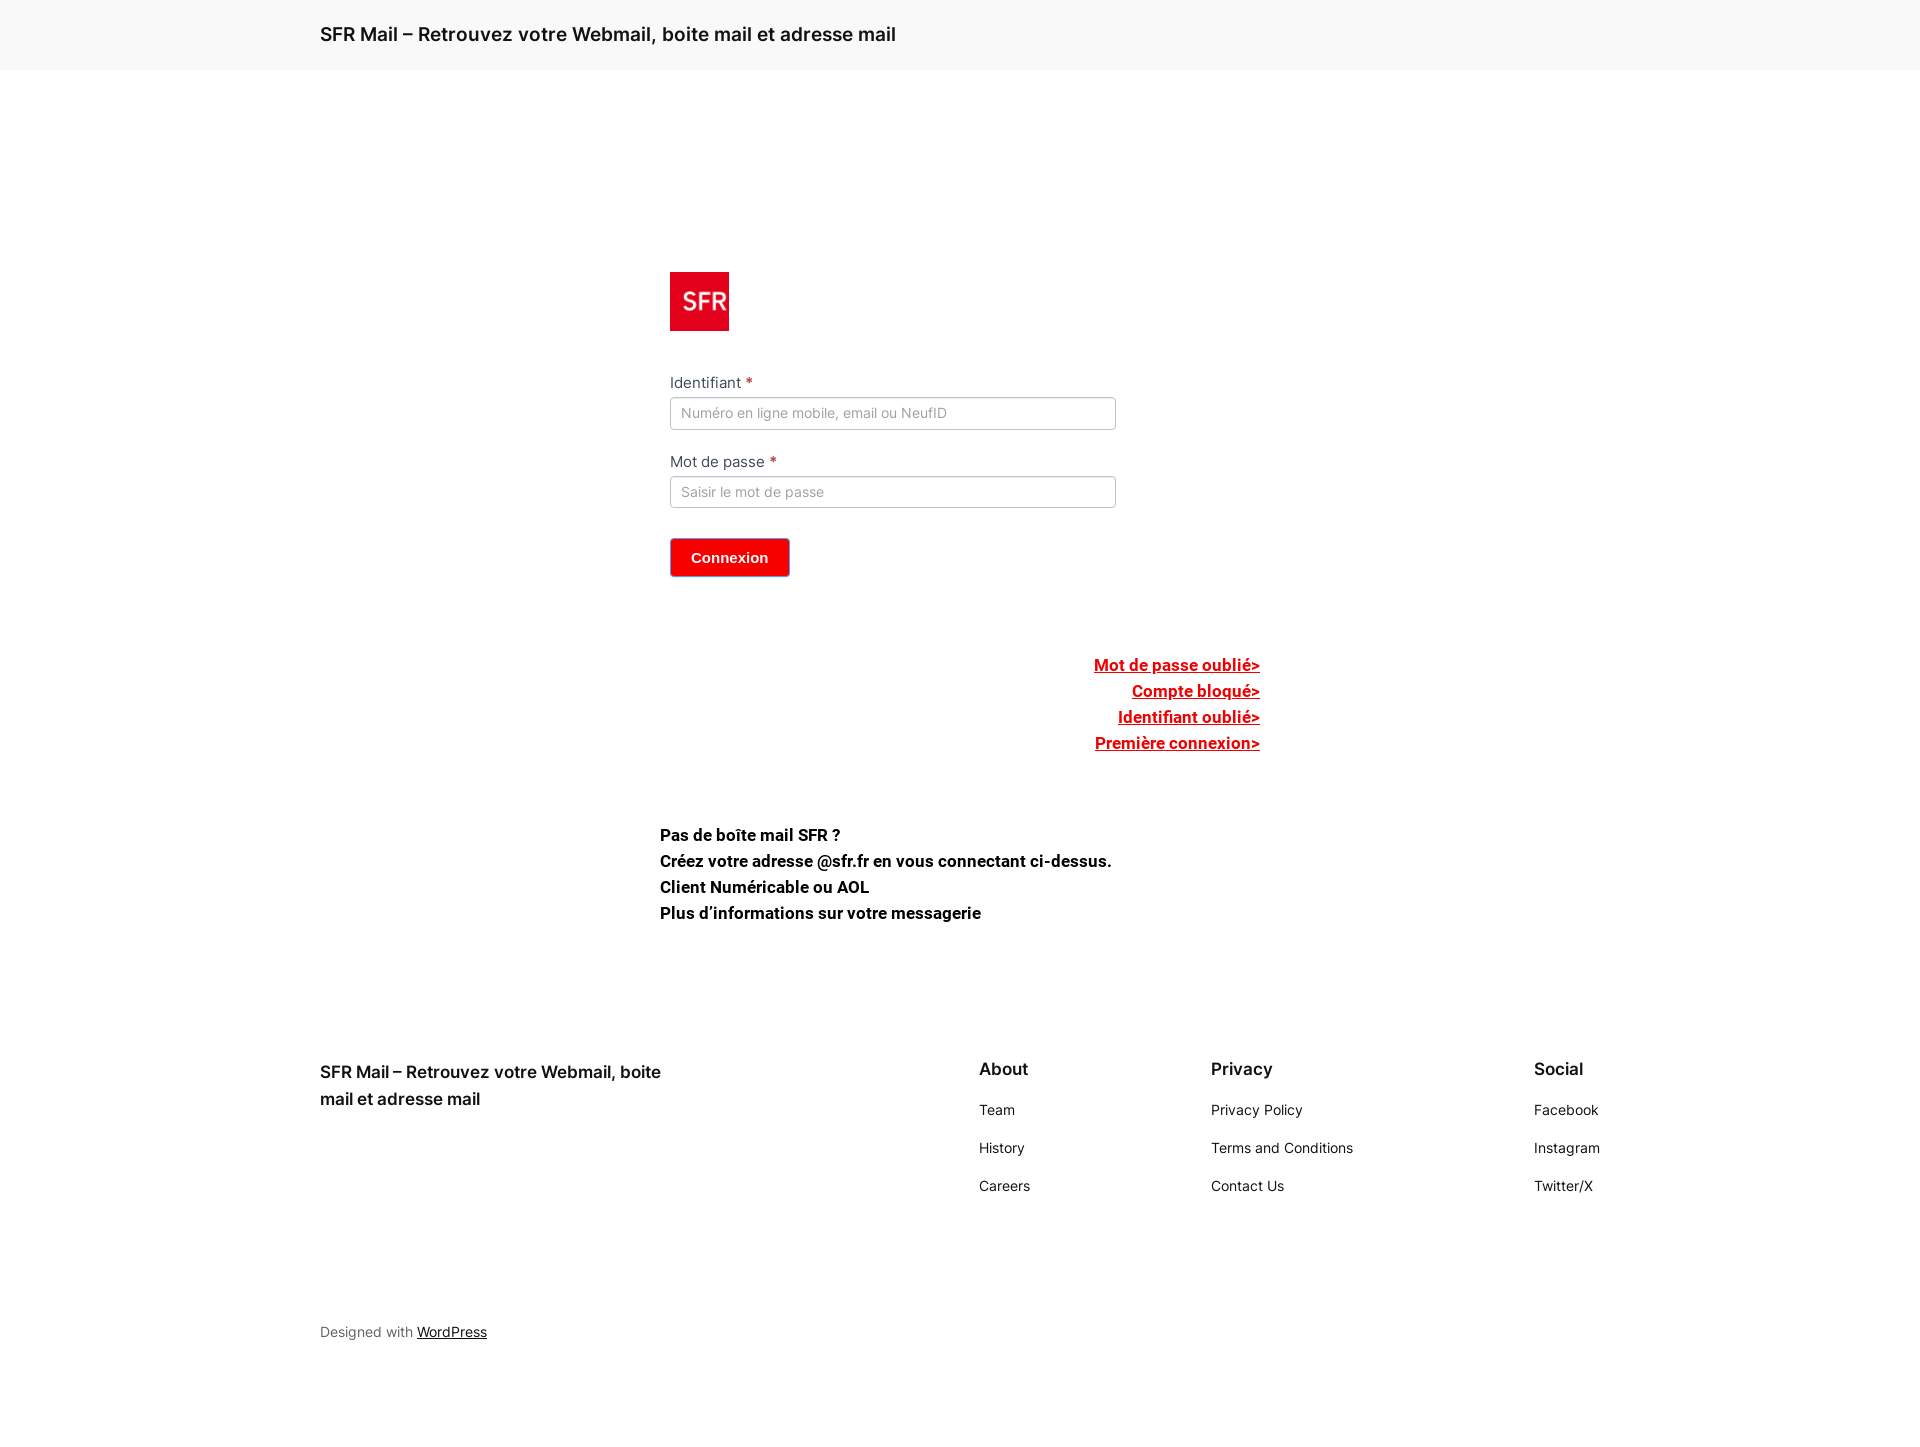 SFR Mail – Retrouvez votre Webmail, boite mail et adresse mail
SFR
Identifiant *
Numéro en ligne mobile, email ou NeufID
Mot de passe *
Saisir le mot de passe
Connexion
Mot de passe oublié>
Compte bloqué>
Identifiant oublié>
Première connexion>
Pas de boîte mail SFR ?
Créez votre adresse @sfr.fr en vous connectant ci-dessus.
Client Numéricable ou AOL
Plus d’informations sur votre messagerie
SFR Mail – Retrouvez votre Webmail, boite
mail et adresse mail
About
Team
History
Careers
Privacy
Privacy Policy
Terms and Conditions
Contact Us
Social
Facebook
Instagram
Twitter/X
Designed with WordPress